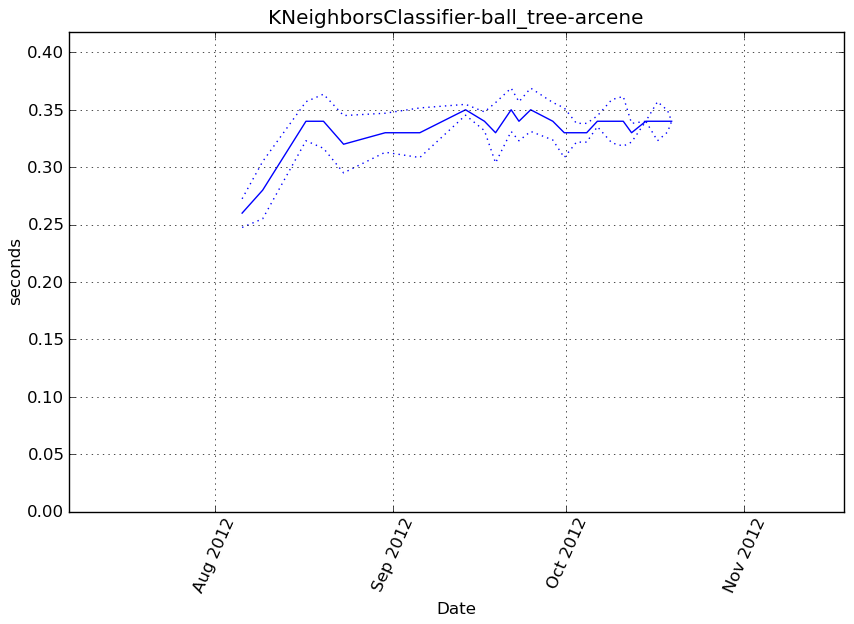 KNeighborsClassifier-ball_tree-arcene
0.40
0.35
0.30
0.25
0.20
0.15
0.10
0.05
0.00
seconds
Aug 2012
Sep 2012
Oct 2012
Nov 2012
Date